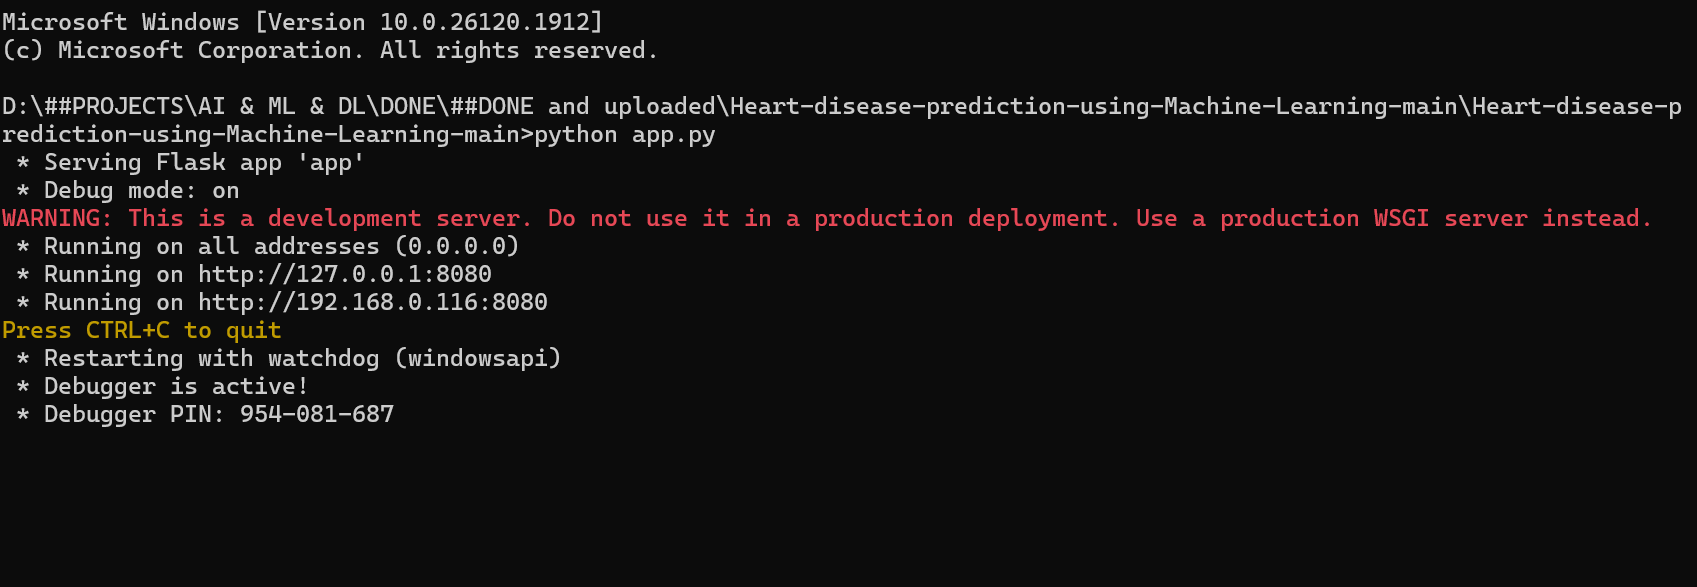 Microsoft Windows [Version 10.0.26120.1912]
(c) Microsoft Corporation. All rights reserved.
D:\##PROJECTS\AI & ML & DL\DONE\##DONE and uploaded\Heart-disease-prediction-using-Machine-Learning-main\Heart-disease-p
rediction-using-Machine-Learning-main>python app.py
 * Serving Flask app 'app'
 * Debug mode: on
WARNING: This is a development server. Do not use it in a production deployment. Use a production WSGI server instead.
 * Running on all addresses (0.0.0.0)
 * Running on http://127.0.0.1:8080
 * Running on http://192.168.0.116:8080
Press CTRL+C to quit
 * Restarting with watchdog (windowsapi)
 * Debugger is active!
 * Debugger PIN: 954-081-687